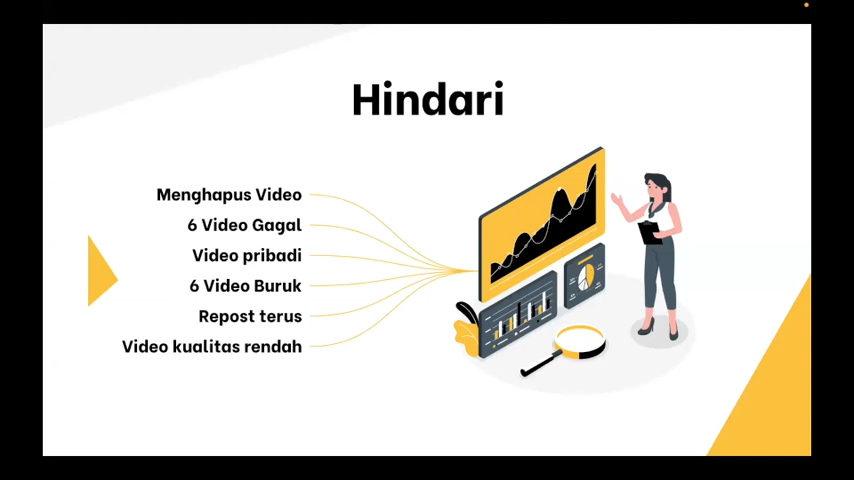 Hindari
Menghapus Video
6 Video Gagal
Video pribadi
6 Video Buruk
Repost terus
Video kualitas rendah